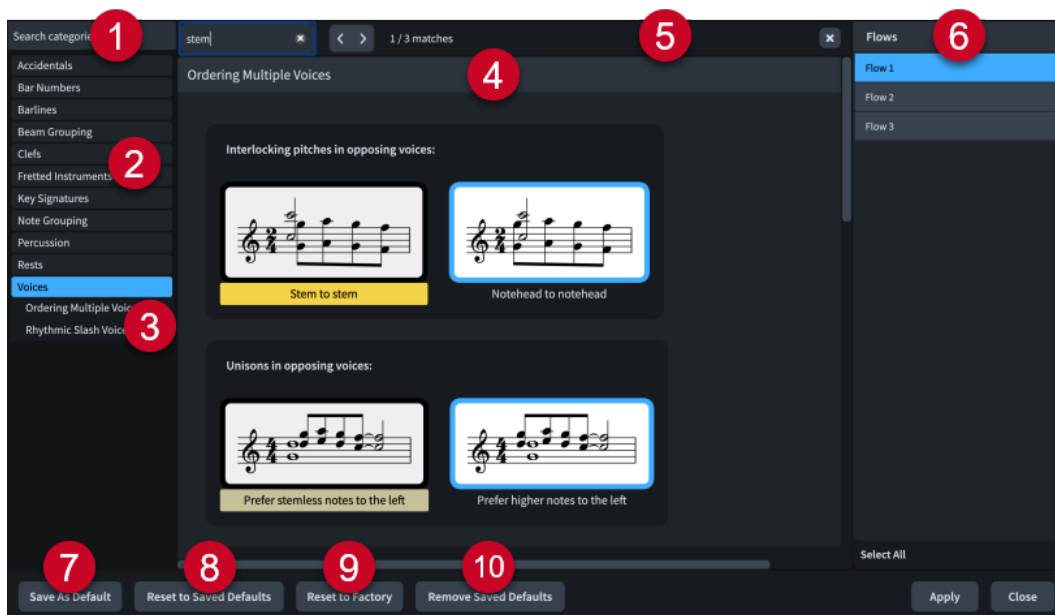 Search categorie
1
stem
1 / 3 matches
5
Flows
6
Accidentals
Bar Numbers
Barlines
Beam Grouping
Clefs
Fretted Instruments
Key Signatures
Note Grouping
Percussion
Rests
Voices
Ordering Multiple Voic
Rhythmic Slash Voice
2
3
Ordering Multiple Voices
4
Interlocking pitches in opposing voices:
Stem to stem
Notehead to notehead
Unisons in opposing voices:
Prefer stemless notes to the left
Prefer higher notes to the left
Flow 1
Flow 2
Flow 3
Select All
7
8
9
10
Save As Default
Reset to Saved Defaults
Reset to Factory
Remove Saved Defaults
Apply
Close